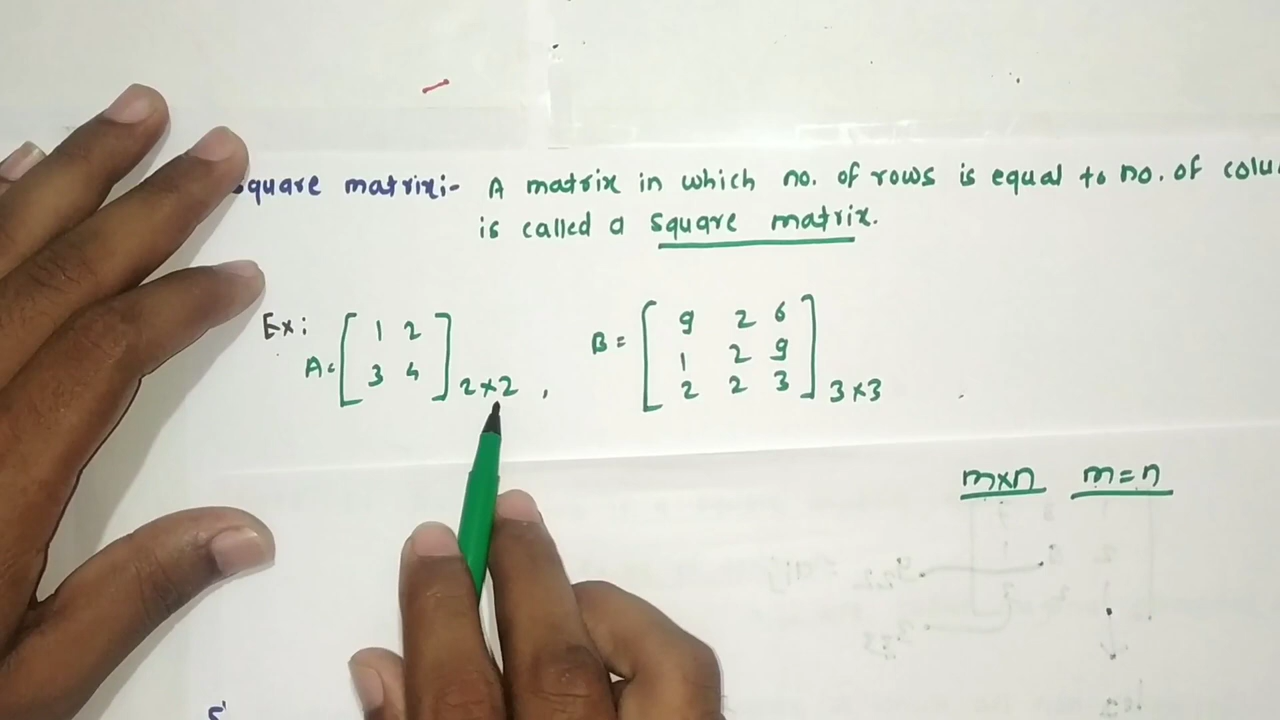 square matrix:- A matrix in which no. of rows is equal to no. of colu
is called a square matrix.
Ex:
A= [ 1 2
3 4 ] 2×2 ,
B = [ 9 2 6
1 2 9
2 2 3 ] 3×3
m×n m=n